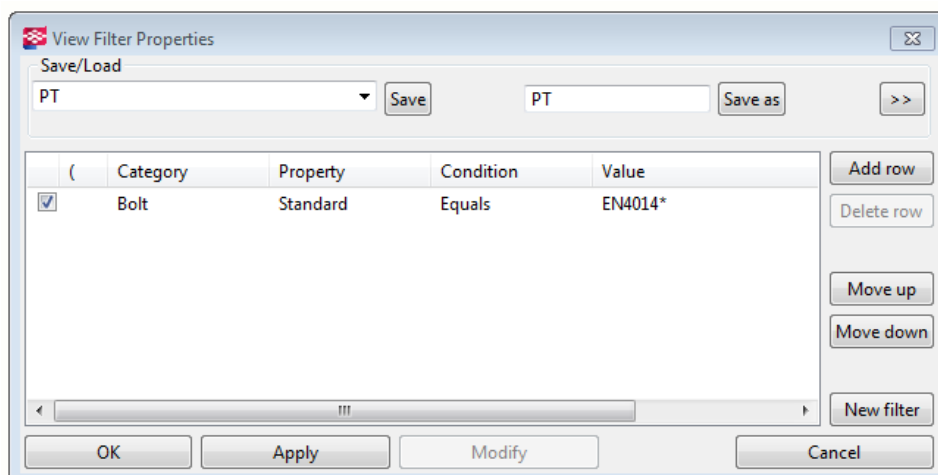 View Filter Properties
Save/Load
PT Save PT Save as >>
( Category Property Condition Value Add row
Bolt Standard Equals EN4014* Delete row
Move up
Move down
New filter
OK Apply Modify Cancel